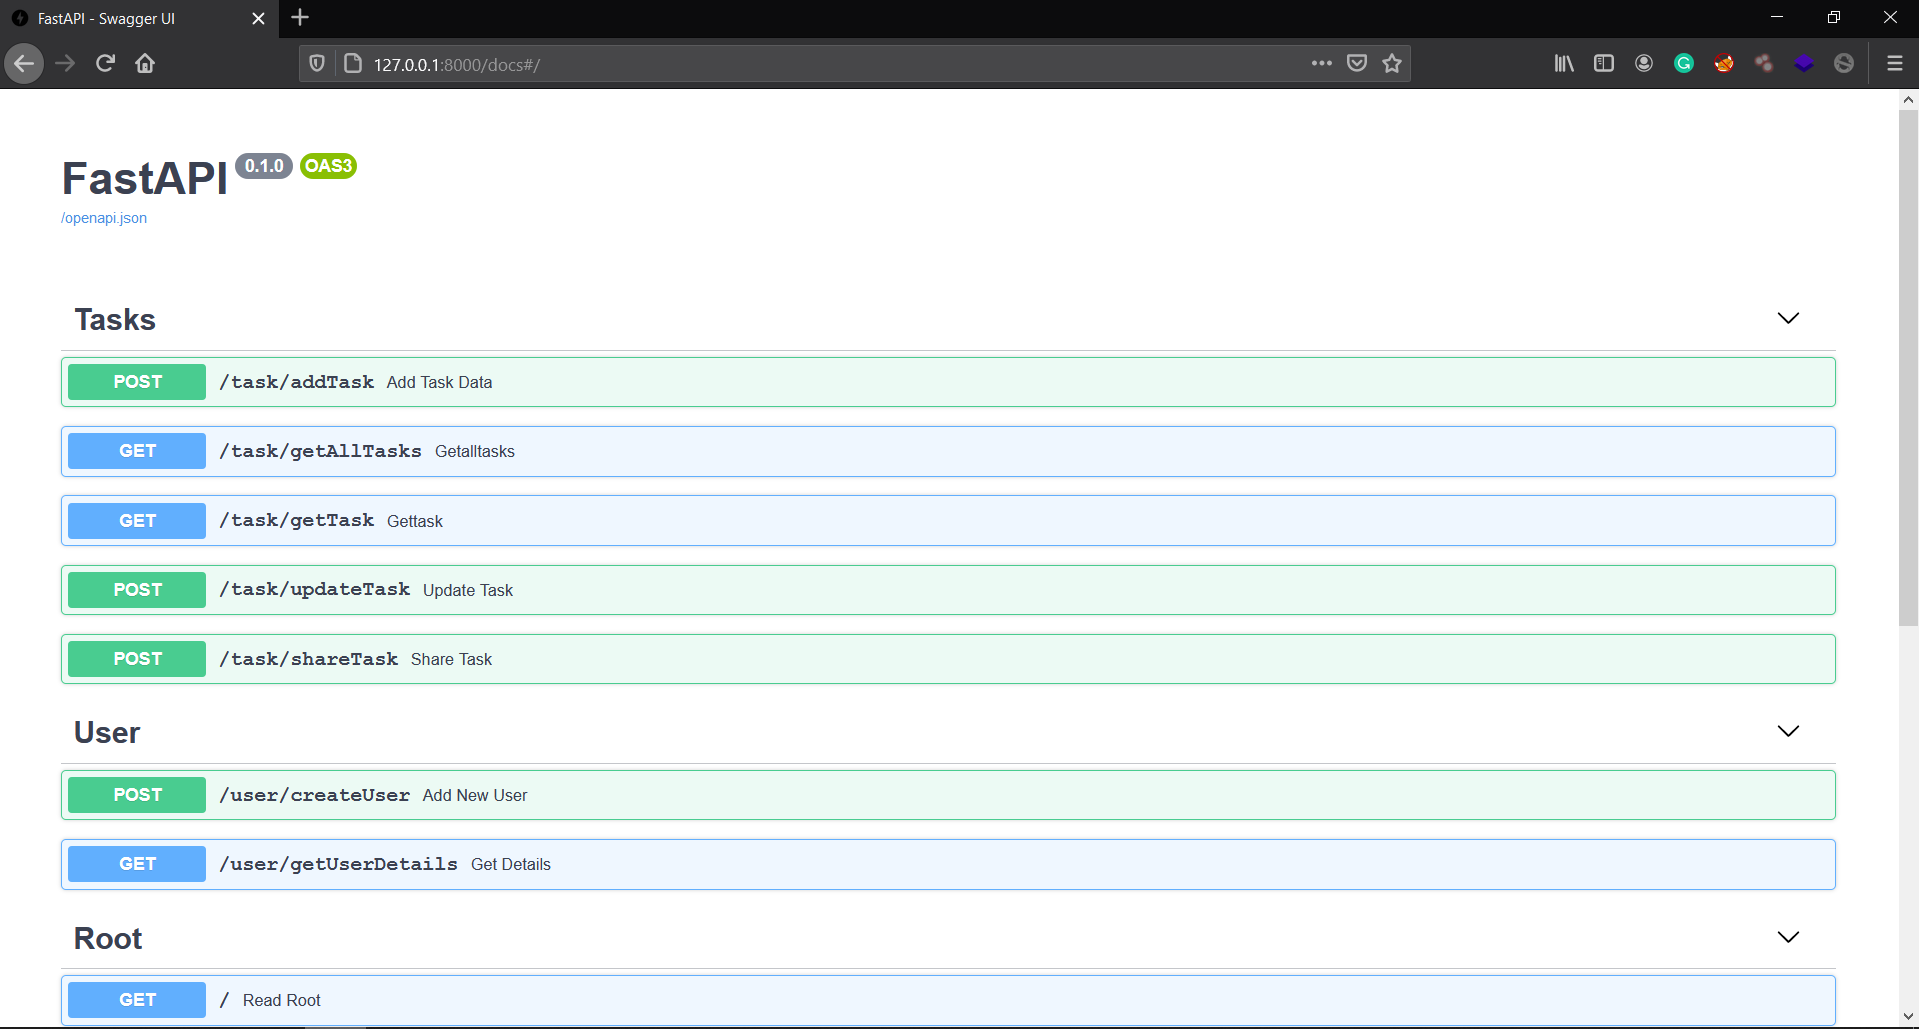 FastAPI - Swagger UI
127.0.0.1:8000/docs#/
FastAPI 0.1.0 OAS3
/openapi.json
Tasks
POST /task/addTask Add Task Data
GET /task/getAllTasks Getalltasks
GET /task/getTask Gettask
POST /task/updateTask Update Task
POST /task/shareTask Share Task
User
POST /user/createUser Add New User
GET /user/getUserDetails Get Details
Root
GET / Read Root